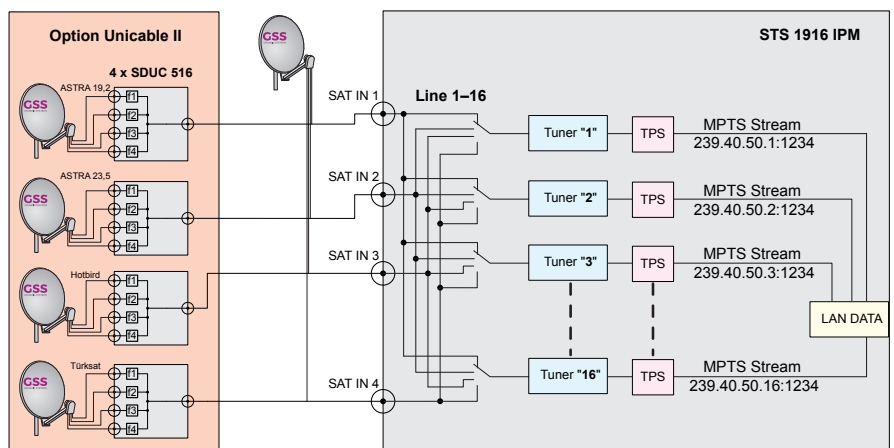 Option Unicable II
4 x SDUC 516
ASTRA 19,2
GSS
f1
f2
f3
f4
ASTRA 23,5
GSS
f1
f2
f3
f4
Hotbird
GSS
f1
f2
f3
f4
Türksat
GSS
f1
f2
f3
f4
GSS
SAT IN 1
SAT IN 2
SAT IN 3
SAT IN 4
STS 1916 IPM
Line 1–16
Tuner "1"
TPS
MPTS Stream
239.40.50.1:1234
Tuner "2"
TPS
MPTS Stream
239.40.50.2:1234
Tuner "3"
TPS
MPTS Stream
239.40.50.3:1234
LAN DATA
Tuner "16"
TPS
MPTS Stream
239.40.50.16:1234